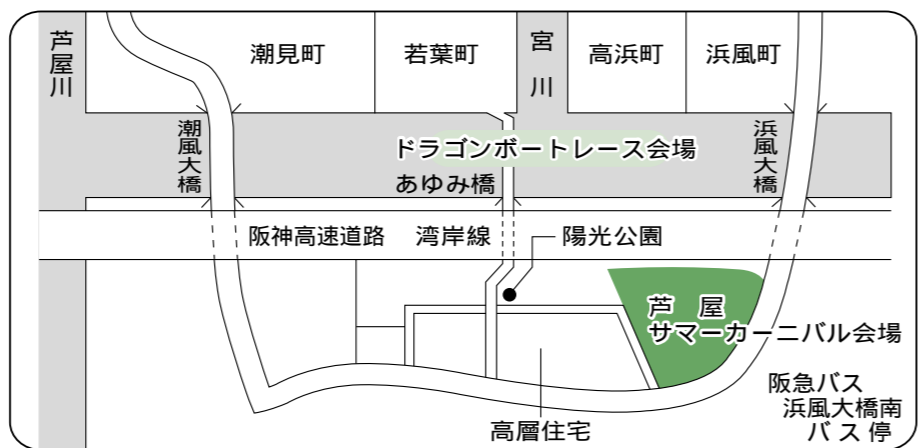 芦屋川
潮見町
若葉町
宮川
高浜町
浜風町
潮風大橋
ドラゴンボートレース会場
浜風大橋
あゆみ橋
阪神高速道路 湾岸線
陽光公園
芦屋
サマーカーニバル会場
阪急バス
浜風大橋南
バス停
高層住宅